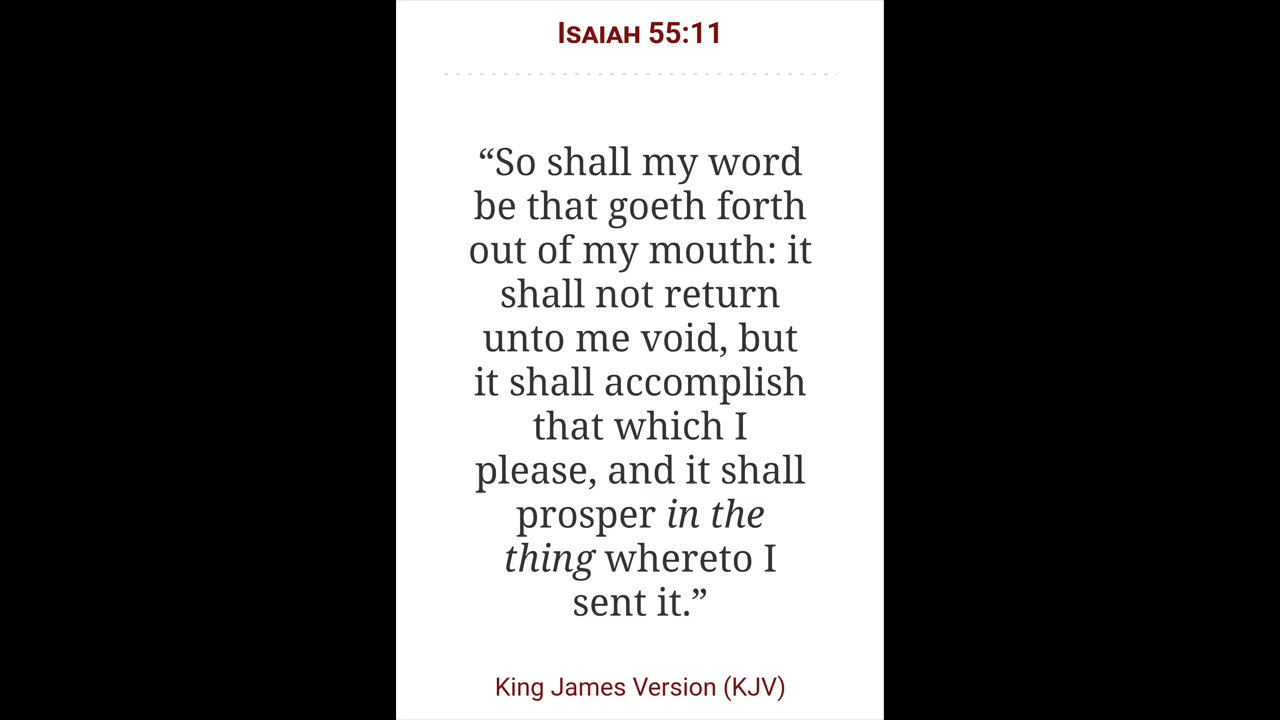 Isaiah 55:11
“So shall my word
be that goeth forth
out of my mouth: it
shall not return
unto me void, but
it shall accomplish
that which I
please, and it shall
prosper in the
thing whereto I
sent it.”
King James Version (KJV)